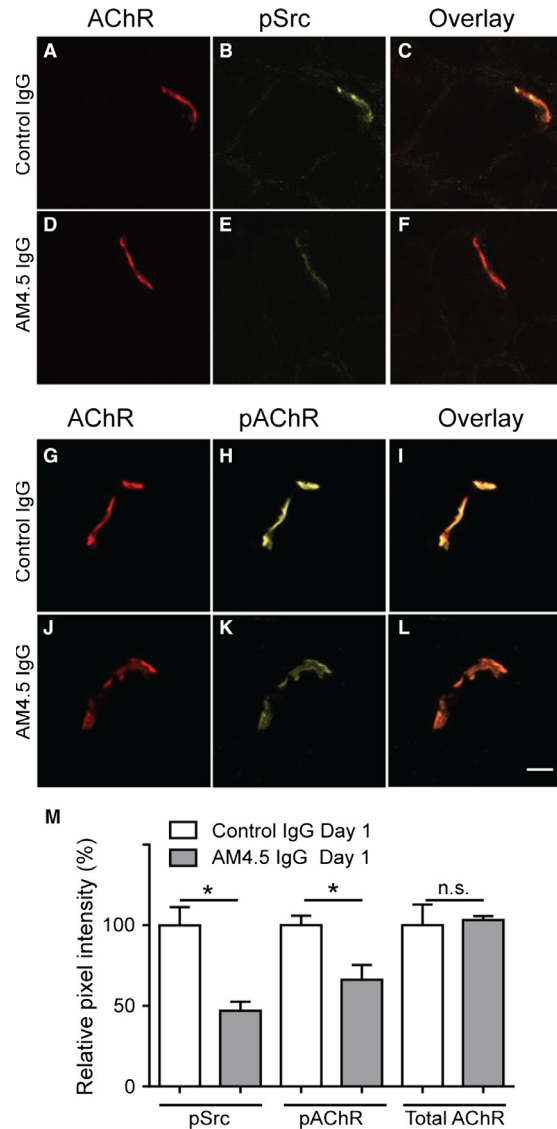 AChR pSrc Overlay
Control IgG
A B C
AM4.5 IgG
D E F
AChR pAChR Overlay
Control IgG
G H I
AM4.5 IgG
J K L
M
Control IgG Day 1
AM4.5 IgG Day 1
Relative pixel intensity (%)
100
50
0
* * n.s.
pSrc pAChR Total AChR